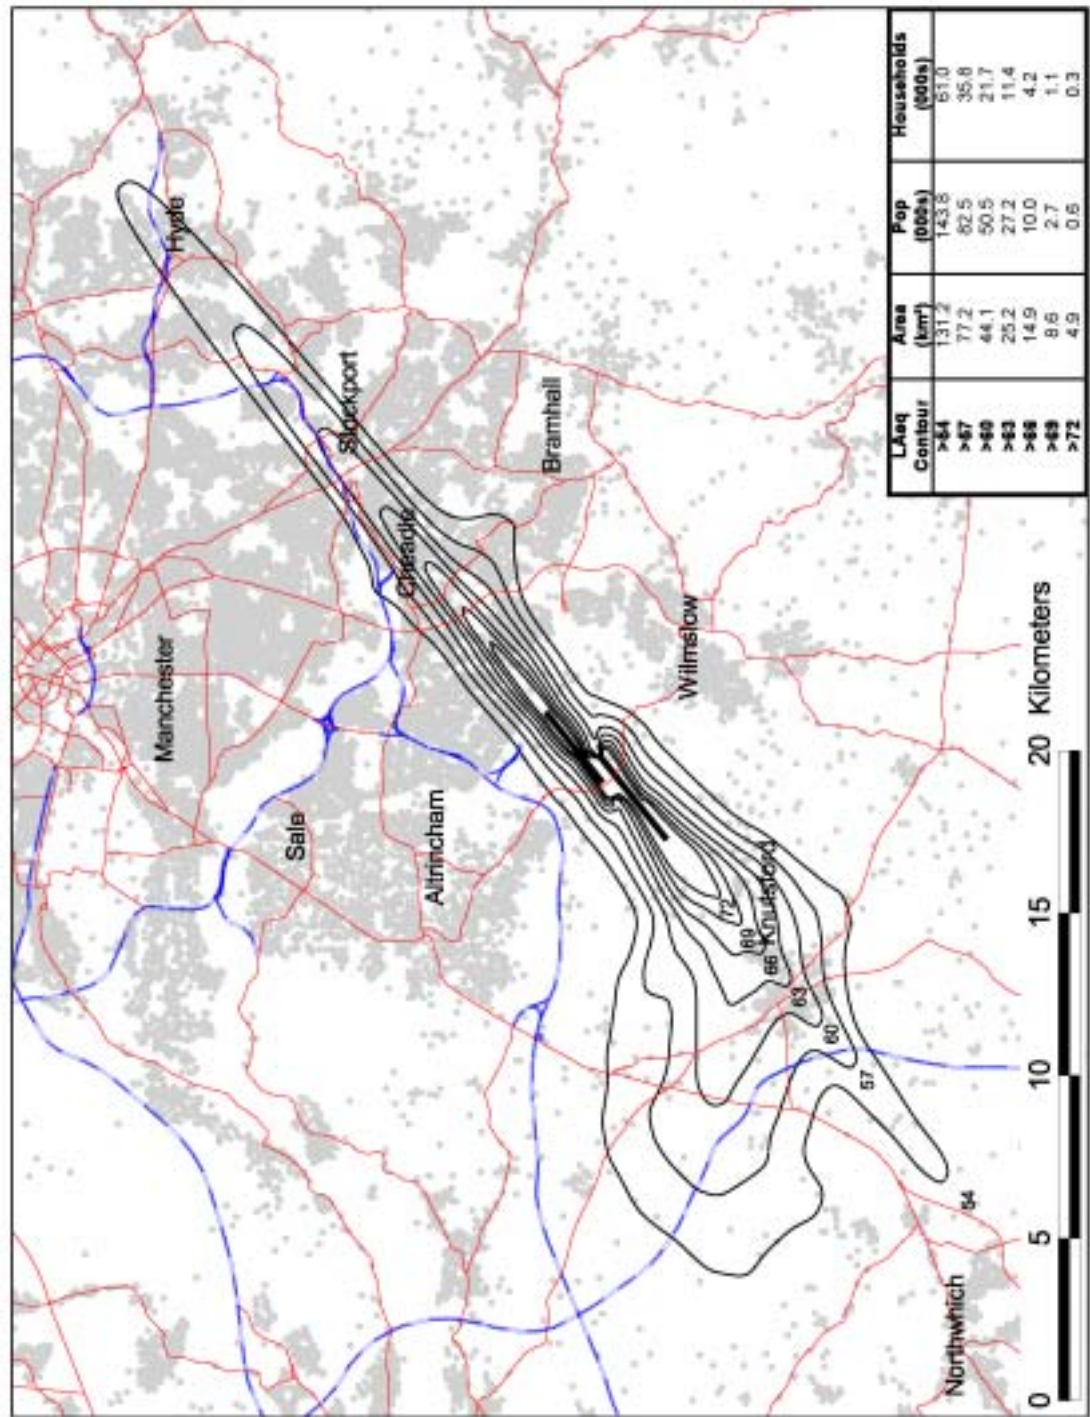 Hyde
Manchester
Stockport
Sale
Cheadle
Altrincham
Bramhall
Wilmslow
Knutsford
Northwhich
72
69
66
63
60
57
54
0 5 10 15 20 Kilometers
LAeq Contour Area (km²) Pop (000s) Households (000s)
>54 131.2 143.8 61.0
>57 77.2 82.5 35.8
>60 44.1 50.5 21.7
>63 25.2 27.2 11.4
>66 14.9 10.0 4.2
>69 8.6 2.7 1.1
>72 4.9 0.6 0.3